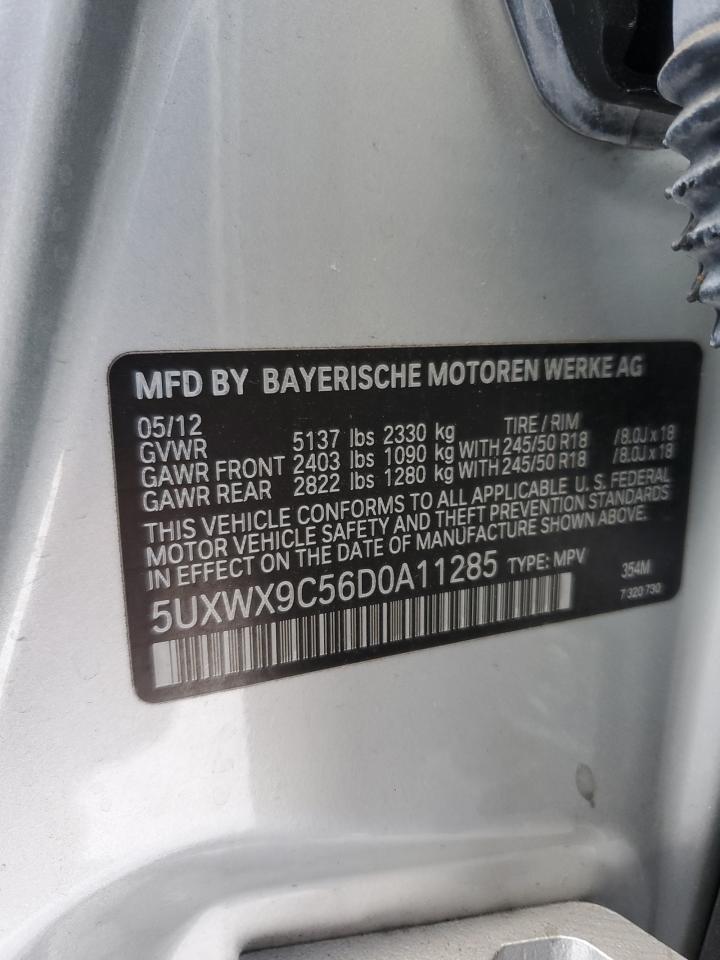 MFD BY BAYERISCHE MOTOREN WERKE AG
05/12 TIRE / RIM
GVWR 5137 lbs 2330 kg
GAWR FRONT 2403 lbs 1090 kg WITH 245/50 R18 /8.0J x 18
GAWR REAR 2822 lbs 1280 kg WITH 245/50 R18 /8.0J x 18
THIS VEHICLE CONFORMS TO ALL APPLICABLE U. S. FEDERAL
MOTOR VEHICLE SAFETY AND THEFT PREVENTION STANDARDS
IN EFFECT ON THE DATE OF MANUFACTURE SHOWN ABOVE.
5UXWX9C56D0A11285 TYPE: MPV 354M
7 320 730